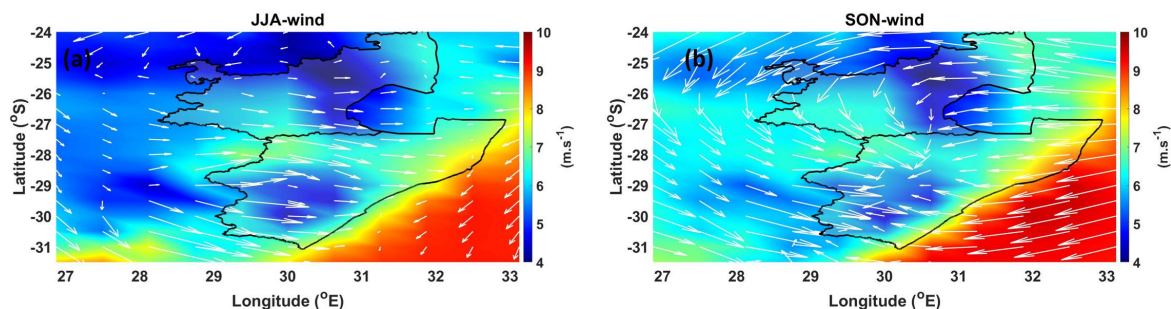 JJA-wind
(a)
-24
-25
-26
-27
-28
-29
-30
-31
Latitude (°S)
27 28 29 30 31 32 33
Longitude (°E)
10
9
8
7
6
5
4
(m.s⁻¹)
SON-wind
(b)
-24
-25
-26
-27
-28
-29
-30
-31
Latitude (°S)
27 28 29 30 31 32 33
Longitude (°E)
10
9
8
7
6
5
4
(m.s⁻¹)